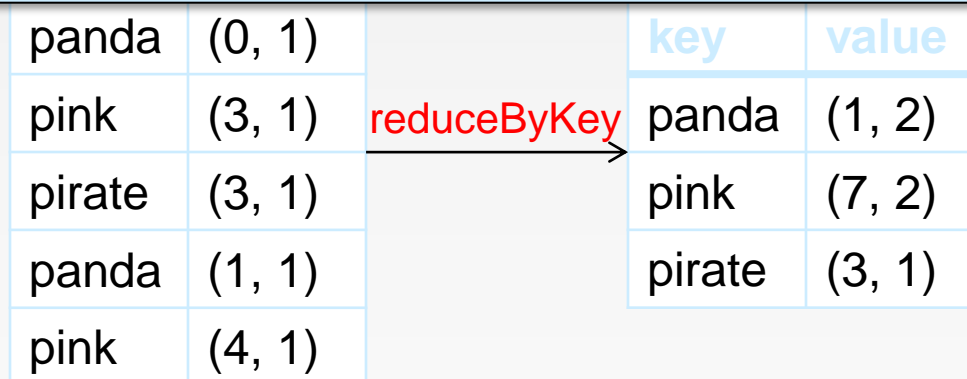 panda (0, 1)
pink (3, 1)
pirate (3, 1)
panda (1, 1)
pink (4, 1)
reduceByKey
key value
panda (1, 2)
pink (7, 2)
pirate (3, 1)